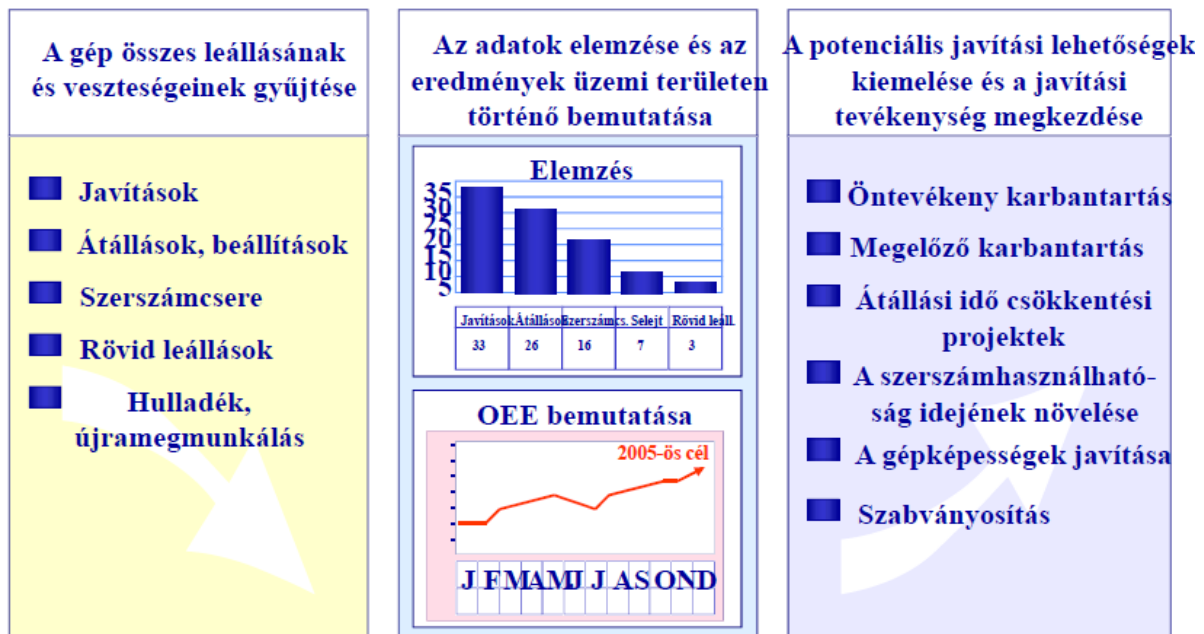 A gép összes leállásának
és veszteségeinek gyűjtése
Javítások
Átállások, beállítások
Szerszámcsere
Rövid leállások
Hulladék,
újramegmunkálás
Az adatok elemzése és az
eredmények üzemi területen
történő bemutatása
Elemzés
35
30
25
20
15
10
5
Javítások Átállások Szerszámcs. Selejt Rövid leáll.
33 26 16 7 3
OEE bemutatása
2005-ös cél
J F M A M J J A S O N D
A potenciális javítási lehetőségek
kiemelése és a javítási
tevékenység megkezdése
Öntevékeny karbantartás
Megelőző karbantartás
Átállási idő csökkentési
projektek
A szerszámhasználható-
ság idejének növelése
A gépképességek javítása
Szabványosítás